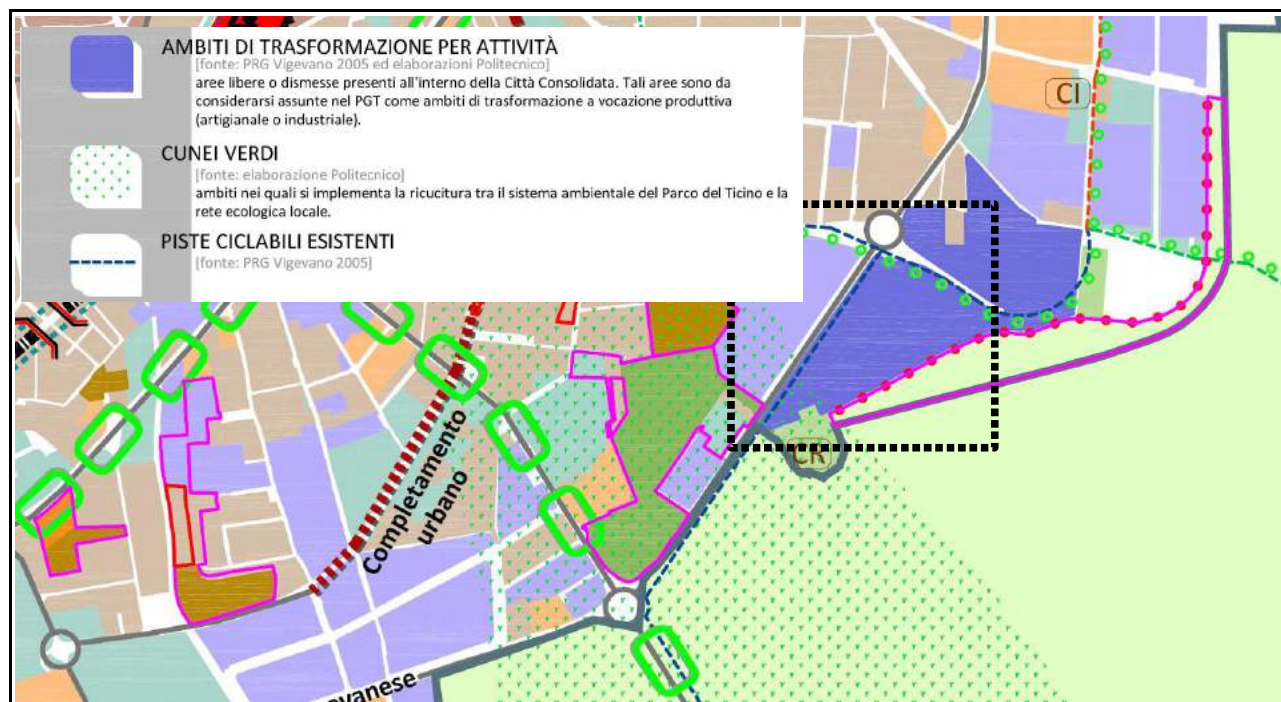 AMBITI DI TRASFORMAZIONE PER ATTIVITÀ
[fonte: PRG Vigevano 2005 ed elaborazioni Politecnico]
aree libere o dismesse presenti all'interno della Città Consolidata. Tali aree sono da
considerarsi assunte nel PGT come ambiti di trasformazione a vocazione produttiva
(artigianale o industriale).
CUNEI VERDI
[fonte: elaborazione Politecnico]
ambiti nei quali si implementa la ricucitura tra il sistema ambientale del Parco del Ticino e la
rete ecologica locale.
PISTE CICLABILI ESISTENTI
[fonte: PRG Vigevano 2005]
CI
CR
Completamento
urbano
evanese